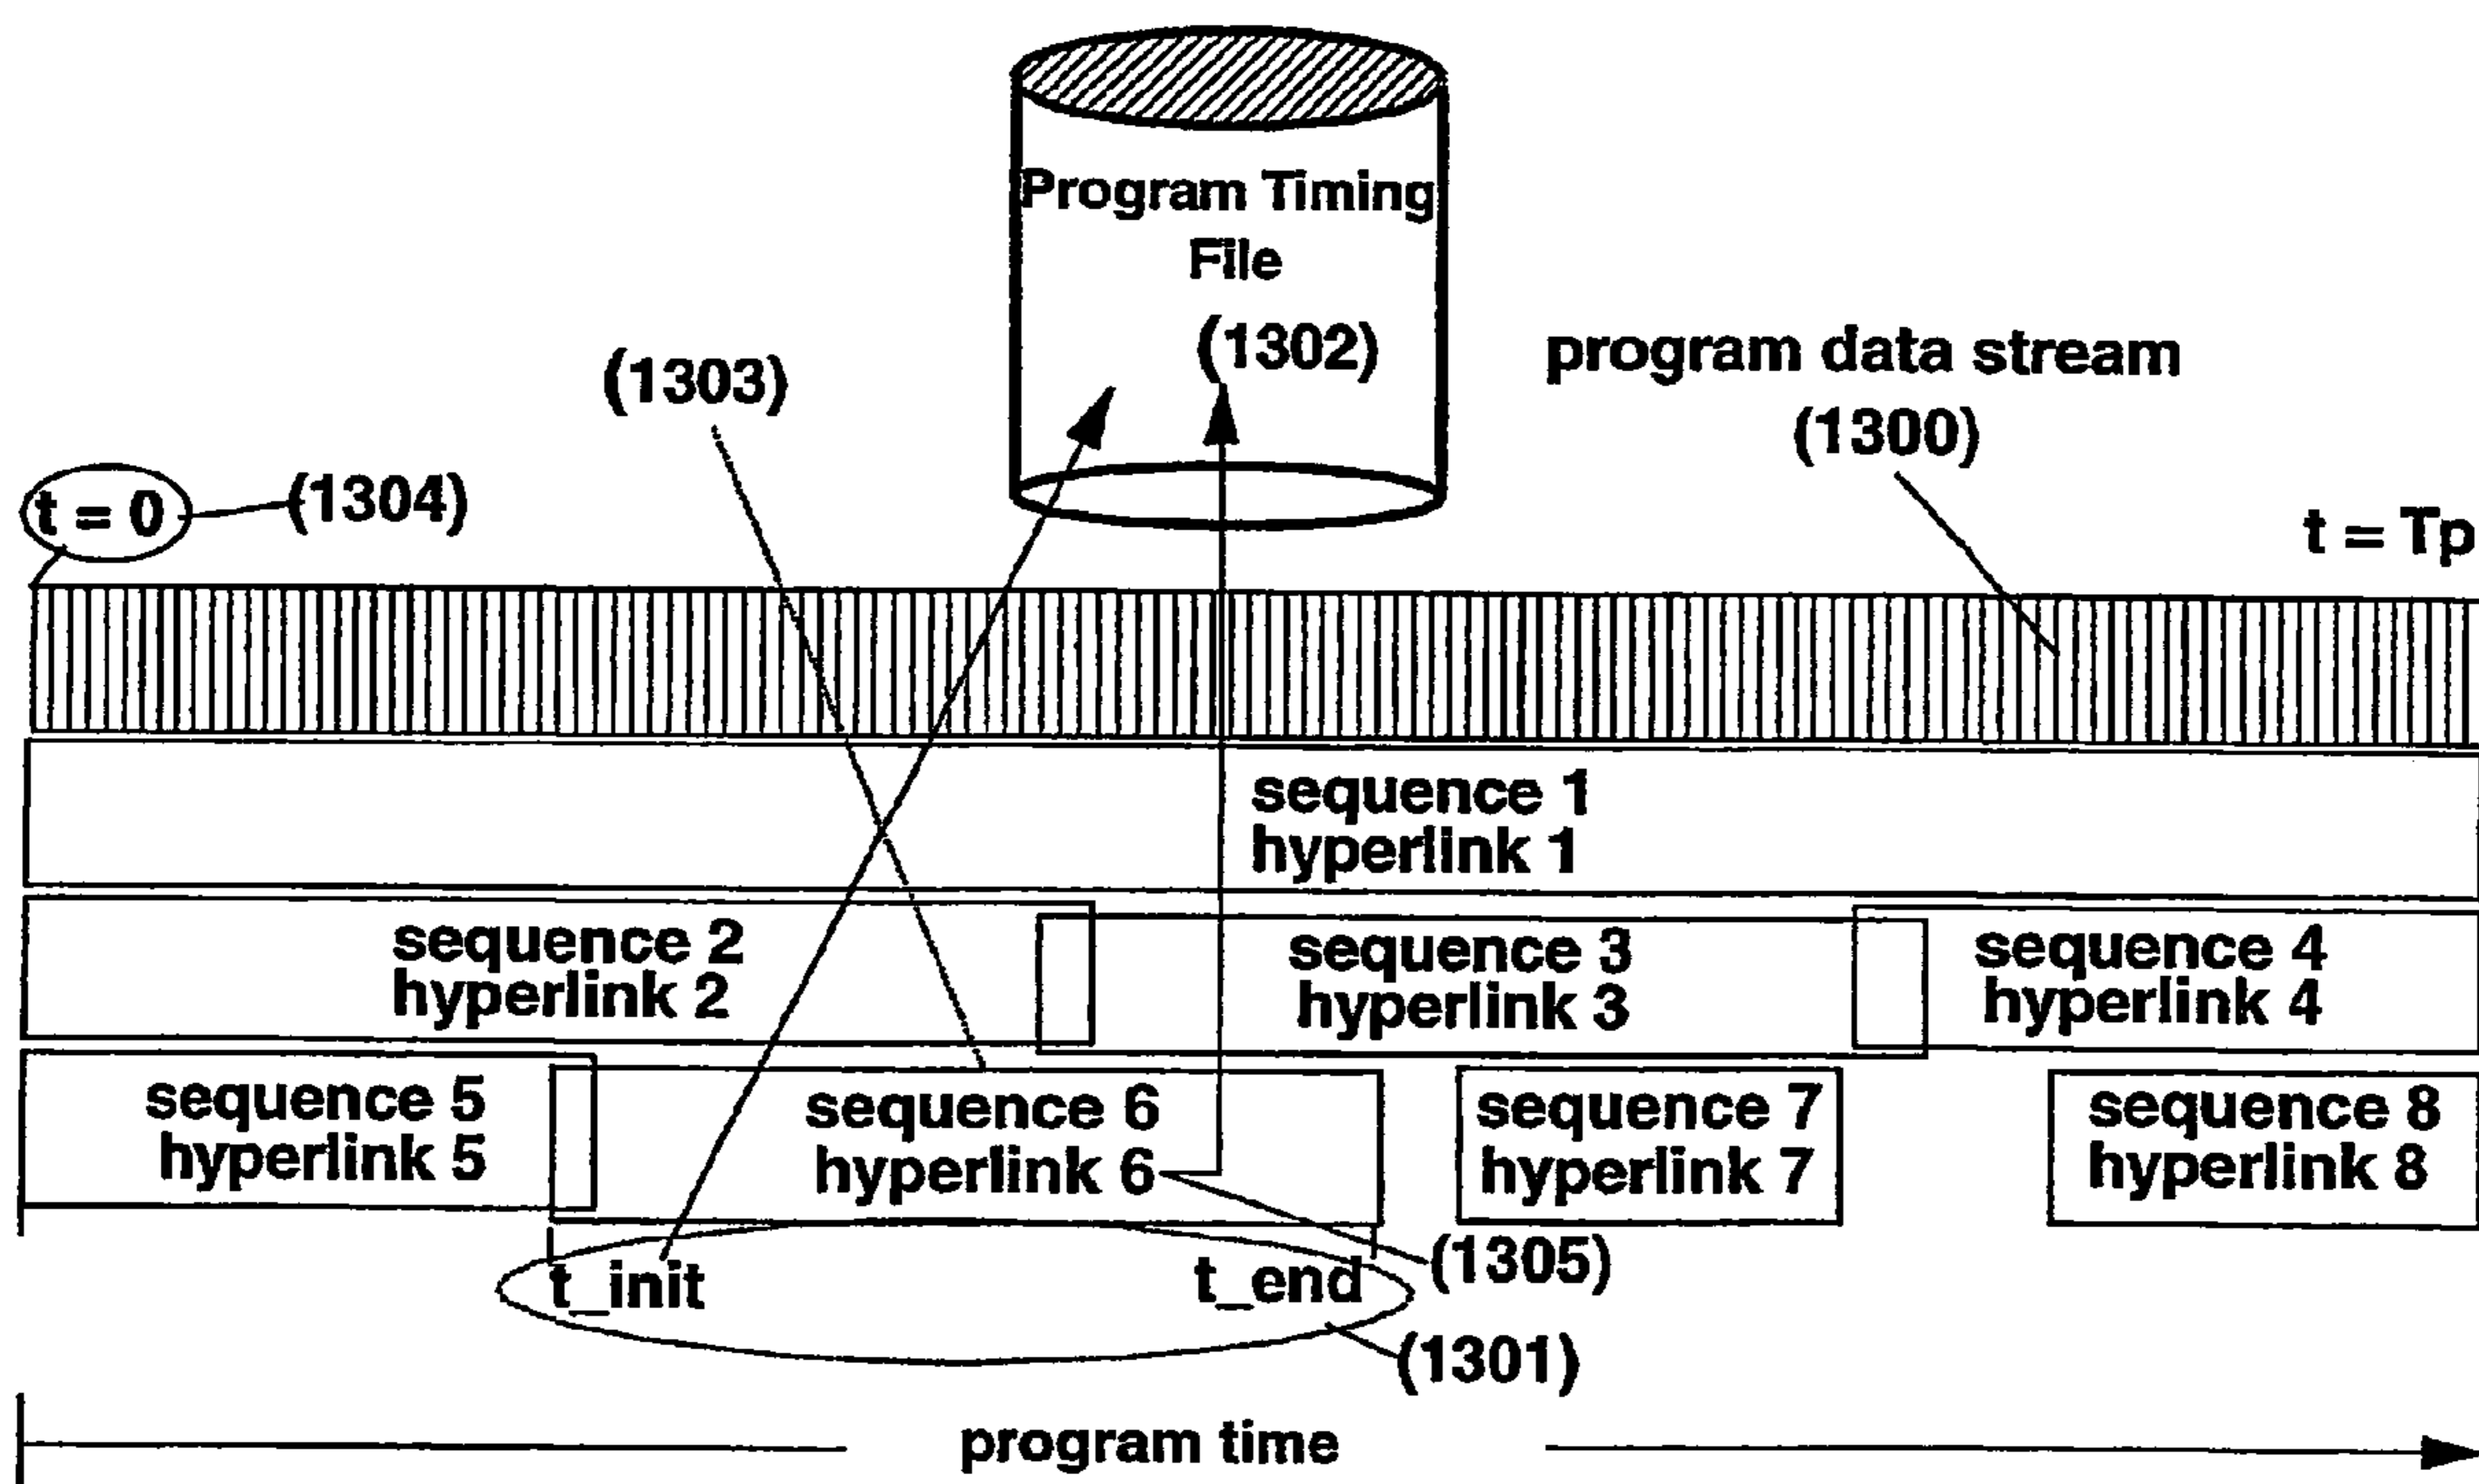 Program Timing
File
(1302)
(1303)
program data stream
(1300)
t = 0
(1304)
t = Tp
sequence 1
hyperlink 1
sequence 2
hyperlink 2
sequence 3
hyperlink 3
sequence 4
hyperlink 4
sequence 5
hyperlink 5
sequence 6
hyperlink 6
sequence 7
hyperlink 7
sequence 8
hyperlink 8
t_init
t_end
(1305)
(1301)
program time